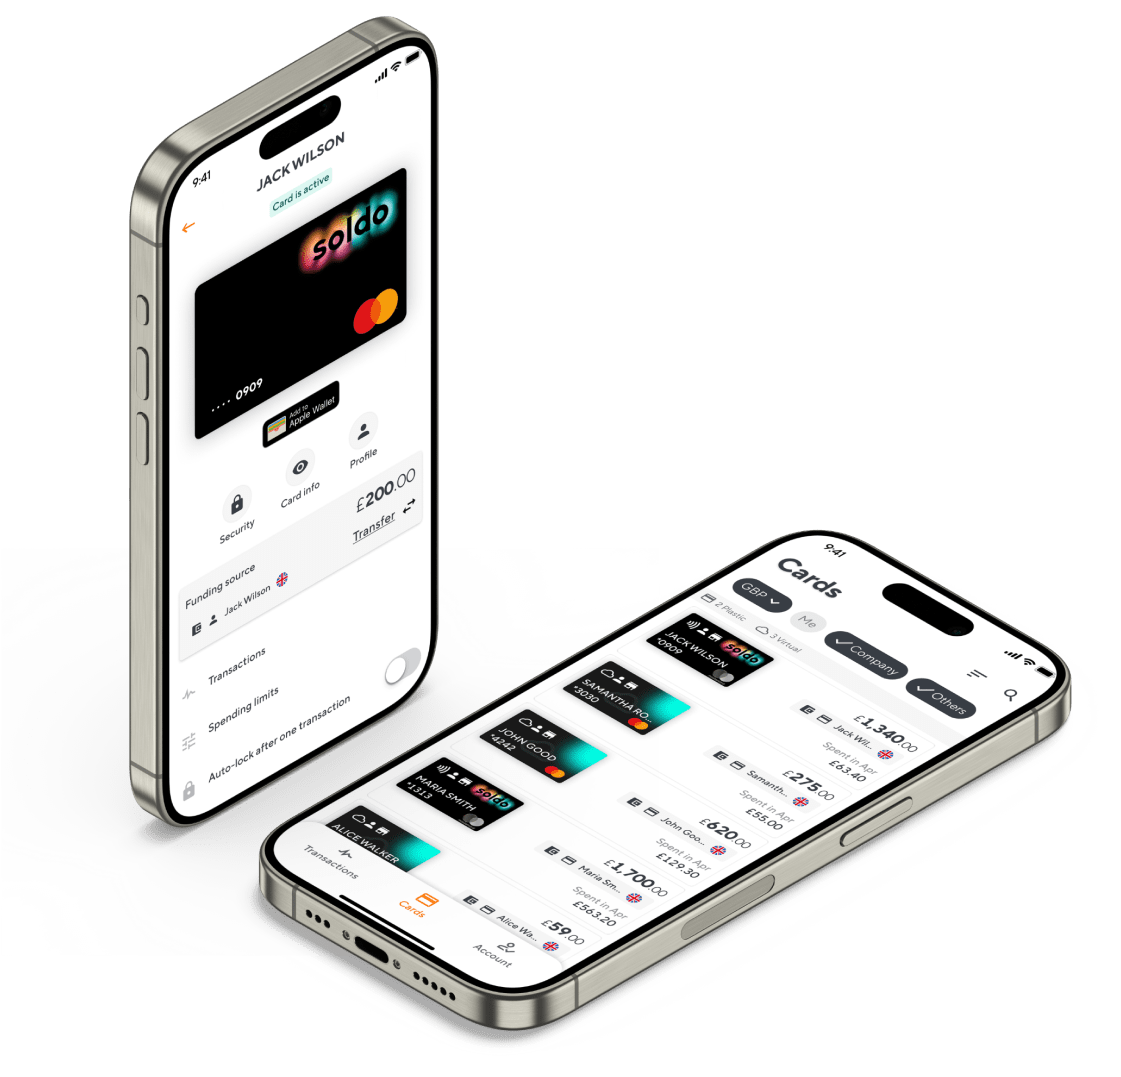 9:41
JACK WILSON
Card is active
soldo
.... 0909
Add to
Apple Wallet
Security
Card info
Profile
£200.00
Transfer
Funding source
Jack Wilson
Transactions
Spending limits
Auto-lock after one transaction
9:41
Cards
GBP
Me
Company
Others
2 Plastic
3 Virtual
soldo
JACK WILSON
*0909
£1,340.00
Jack Wil...
Spent in Apr
£63.40
SAMANTHA RO...
*3030
£275.00
Samanth...
Spent in Apr
£55.00
JOHN GOOD
*4242
£620.00
John Goo...
Spent in Apr
£129.30
soldo
MARIA SMITH
*1313
£1,700.00
Maria Sm...
Spent in Apr
£563.20
ALICE WALKER
£59.00
Alice Wa...
Transactions
Cards
Account